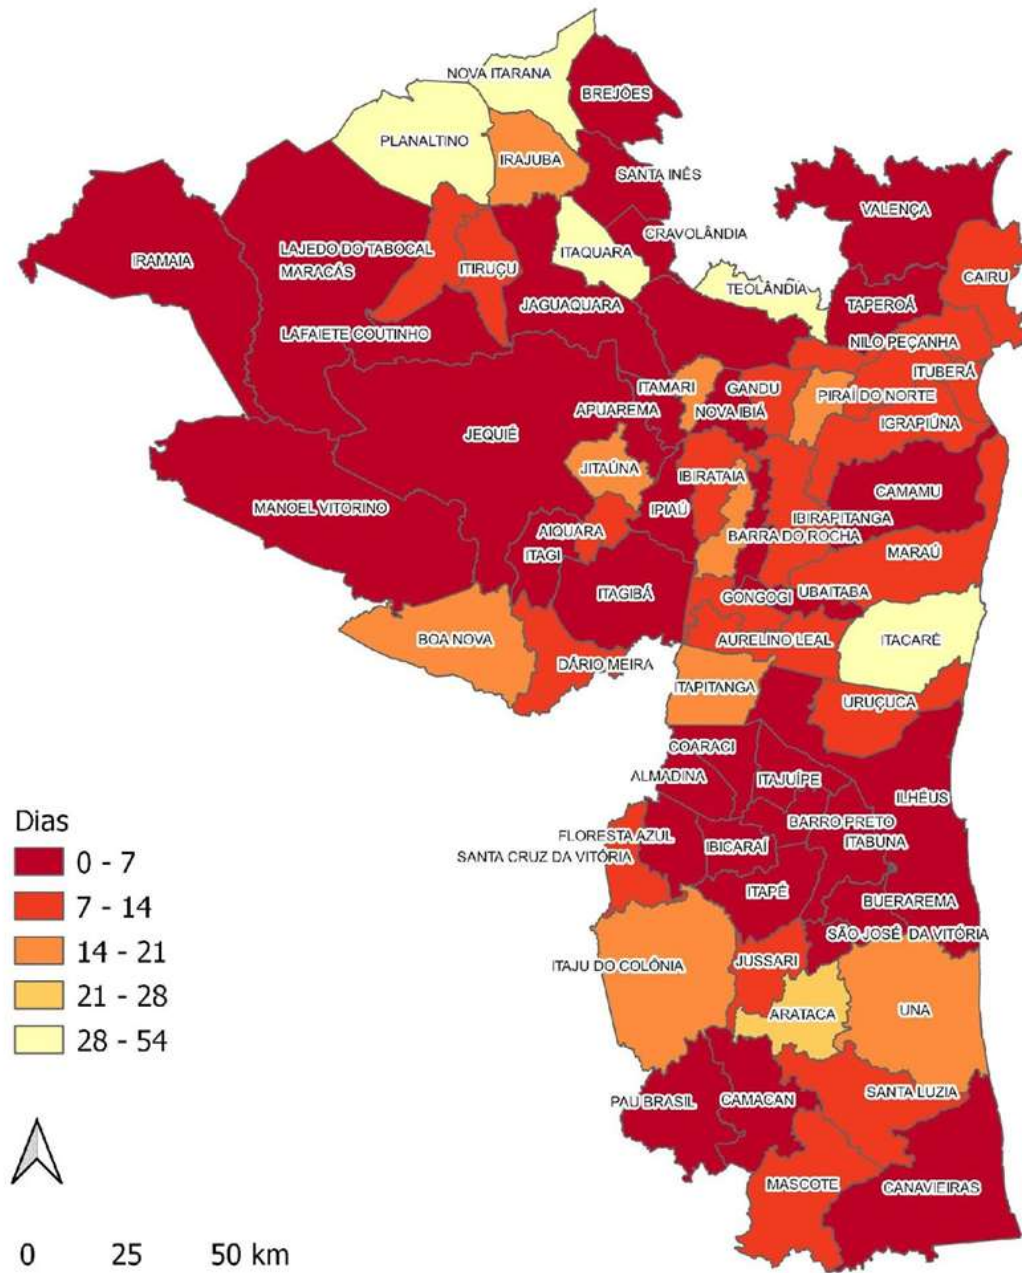 NOVA ITARANA
BREJÕES
PLANALTINO
IRAJUBA
SANTA INÊS
VALENÇA
CRAVOLÂNDIA
LAJEDO DO TABOCAL
ITAQUARA
IRAMAIA
ITIRUÇU
MARACÁS
CAIRU
TEOLÂNDIA
JAGUAQUARA
TAPEROÁ
LAFAIETE COUTINHO
NILO PEÇANHA
ITUBERÁ
ITAMARI
GANDU
PIRAÍ DO NORTE
APUAREMA
NOVA IBIÁ
IGRAPIÚNA
JEQUIÉ
JITAÚNA
IBIRATAIA
CAMAMU
MANOEL VITORINO
IPIAÚ
IBIRAPITANGA
AIQUARA
BARRA DO ROCHA
ITAGI
MARAÚ
ITAGIBÁ
GONGOGI
UBAITABA
BOA NOVA
AURELINO LEAL
ITACARÉ
DÁRIO MEIRA
ITAPITANGA
URUÇUCA
COARACI
ALMADINA
ITAJUÍPE
ILHÉUS
BARRO PRETO
FLORESTA AZUL
IBICARAÍ
ITABUNA
SANTA CRUZ DA VITÓRIA
ITAPÉ
BUERAREMA
SÃO JOSÉ DA VITÓRIA
ITAJU DO COLÔNIA
JUSSARI
ARATACA
UNA
SANTA LUZIA
PAU BRASIL
CAMACAN
MASCOTE
CANAVIEIRAS
Dias
0 - 7
7 - 14
14 - 21
21 - 28
28 - 54
0 25 50 km